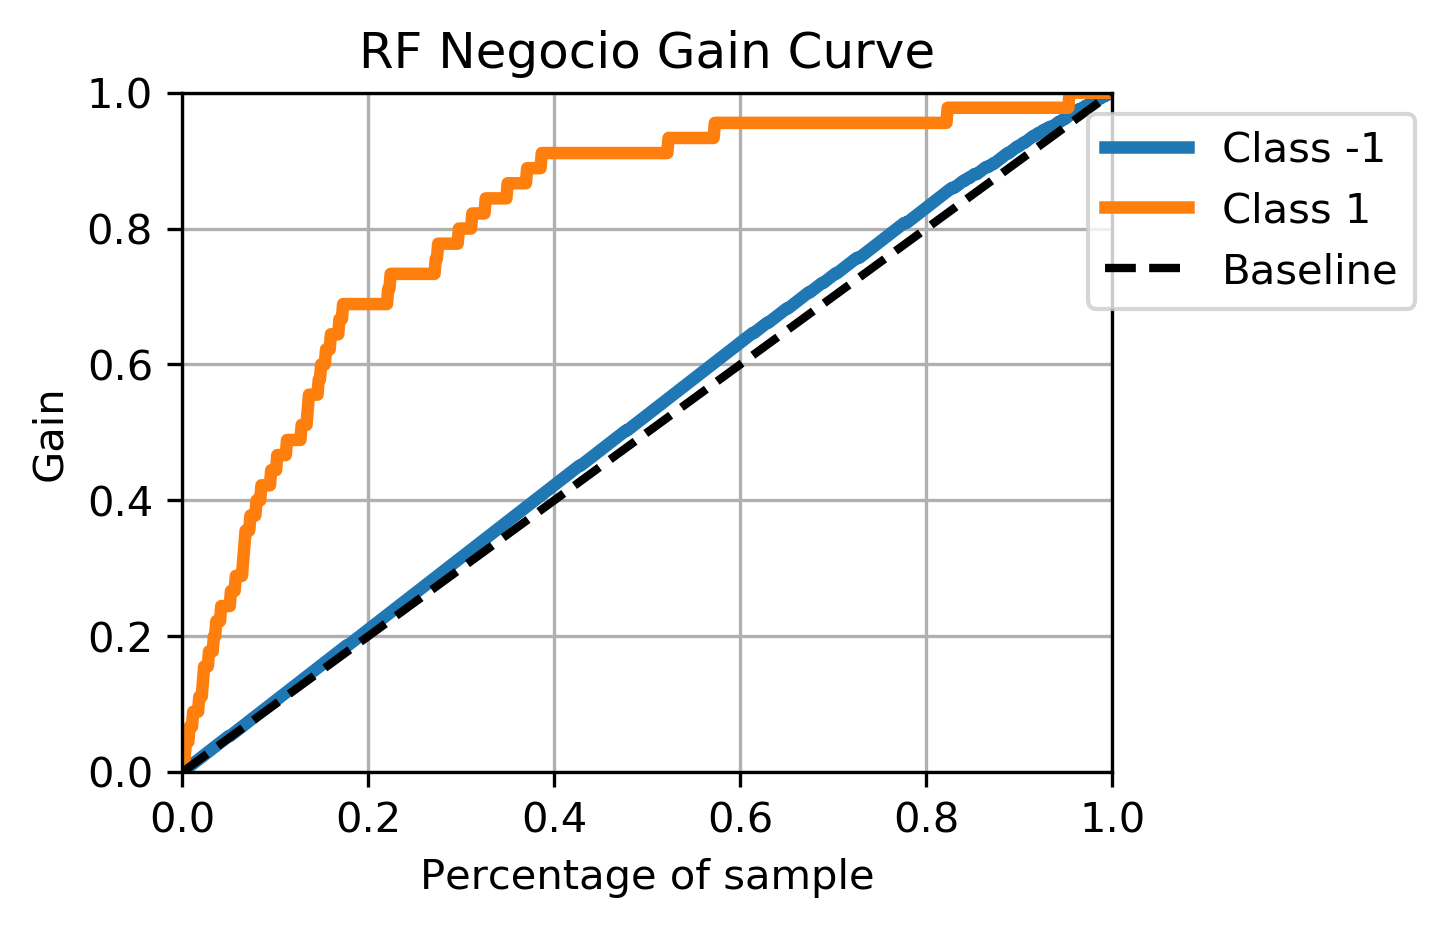 RF Negocio Gain Curve
1.0
0.8
0.6
0.4
0.2
0.0
Gain
0.0 0.2 0.4 0.6 0.8 1.0
Percentage of sample
Class -1
Class 1
Baseline